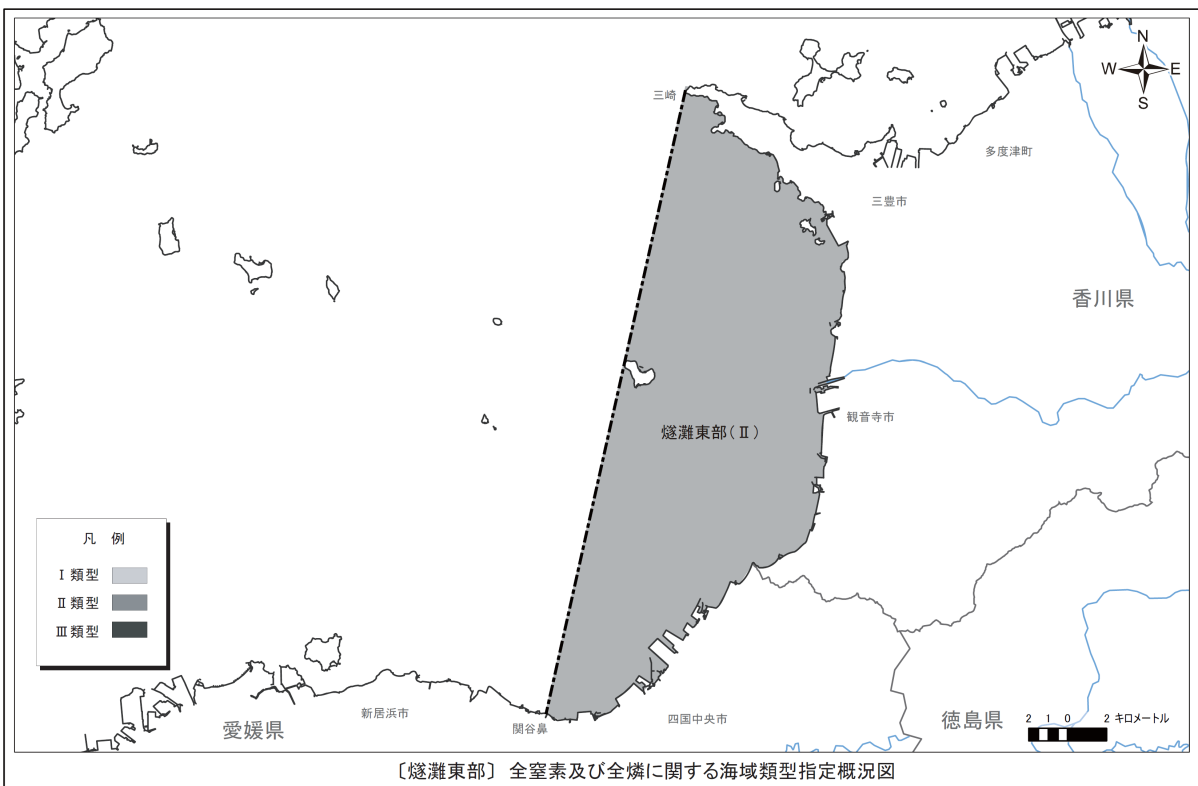 N
W E
S
三崎
多度津町
三豊市
香川県
観音寺市
燧灘東部(Ⅱ)
凡 例
Ⅰ類型
Ⅱ類型
Ⅲ類型
愛媛県
新居浜市
関谷鼻
四国中央市
徳島県
2 1 0 2 キロメートル
〔燧灘東部〕 全窒素及び全燐に関する海域類型指定概況図